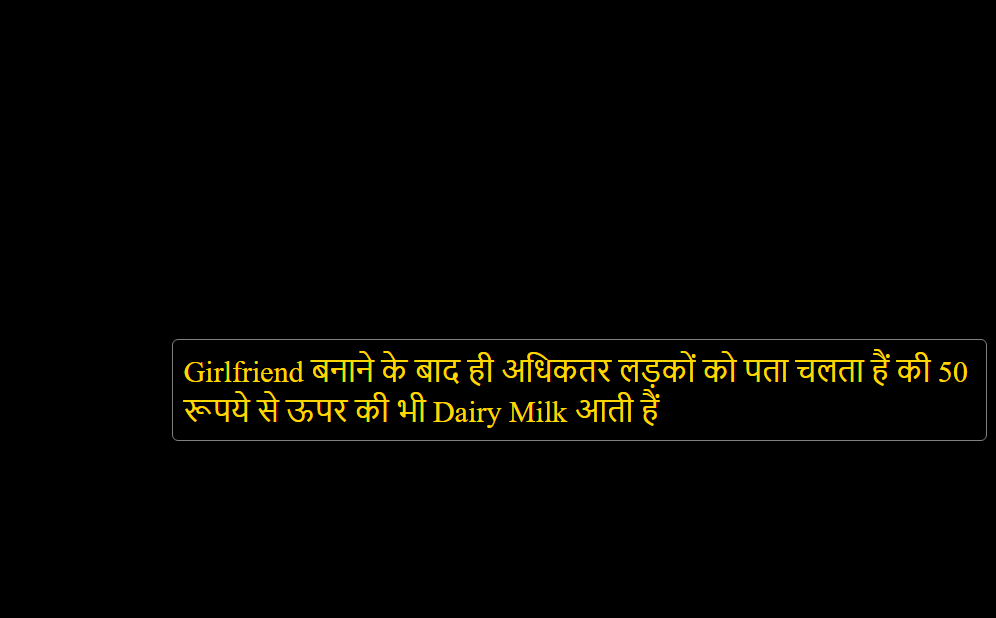 Girlfriend बनाने के बाद ही अधिकतर लड़कों को पता चलता हैं की 50
रूपये से ऊपर की भी Dairy Milk आती हैं